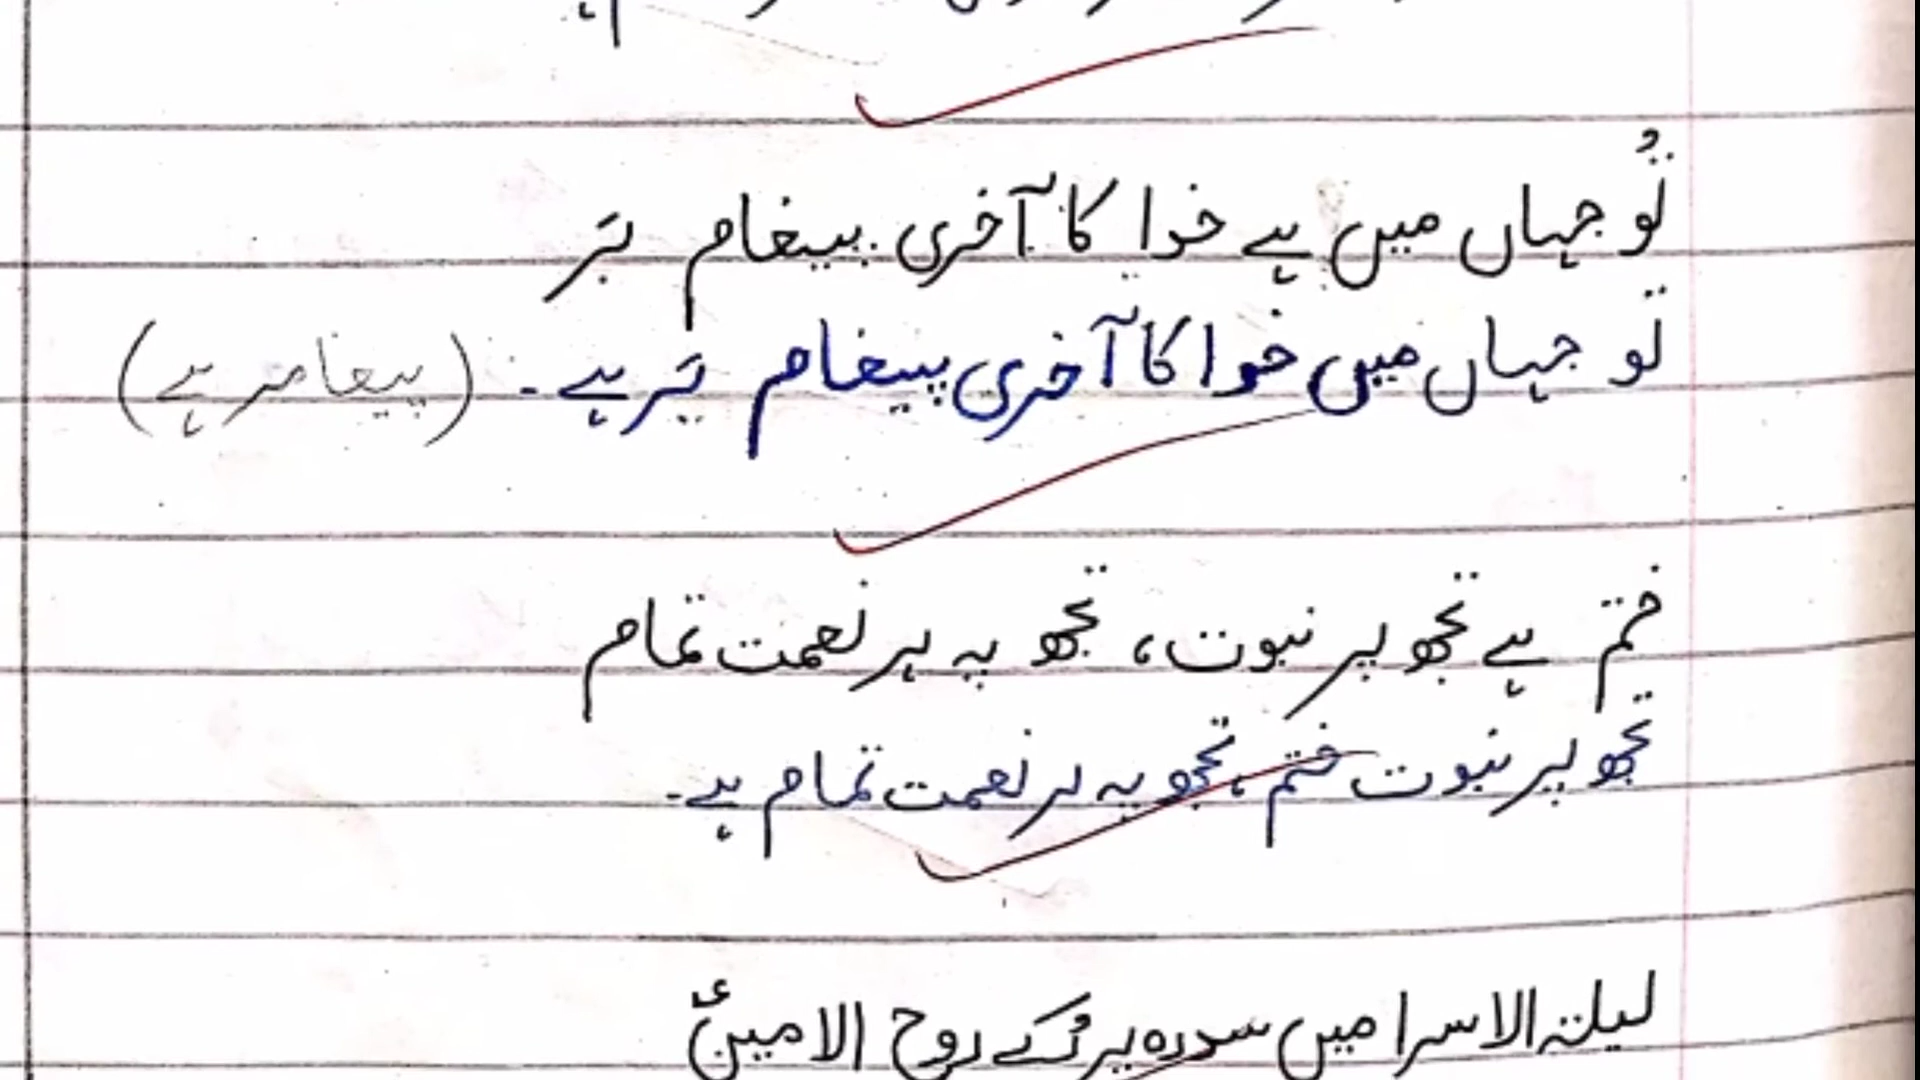 تُو جہاں میں ہے خدا کا آخری پیغام بَر
تو جہاں میں خدا کا آخری پیغام بَر ہے۔ (پیغامبر ہے)
ختم ہے تجھ پر نبوت، تجھ پہ ہر نعمت تمام
تجھ پر نبوت ختم، تجھ پہ ہر نعمت تمام ہے۔
لیلۃ الاسرا میں سدرہ پر رُکے روح الامینؑ